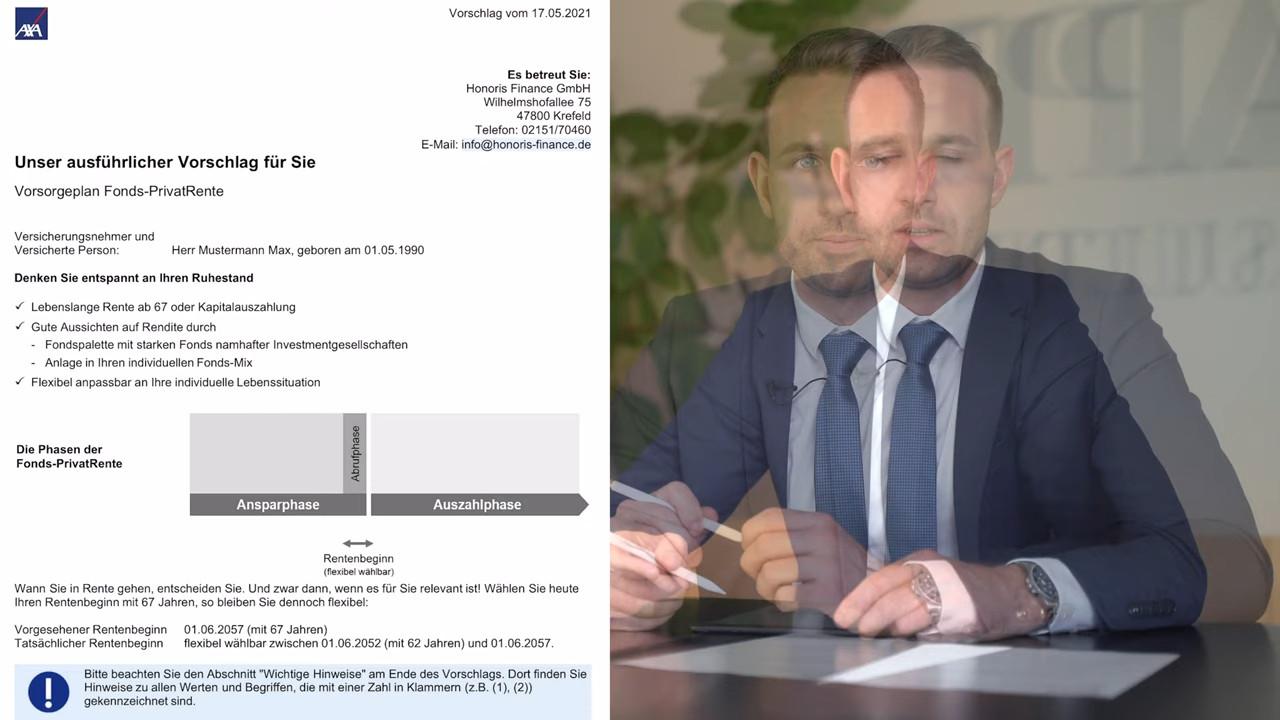 AXA
Vorschlag vom 17.05.2021
Es betreut Sie:
Honoris Finance GmbH
Wilhelmshofallee 75
47800 Krefeld
Telefon: 02151/70460
E-Mail: info@honoris-finance.de
Unser ausführlicher Vorschlag für Sie
Vorsorgeplan Fonds-PrivatRente
Versicherungsnehmer und
Versicherte Person: Herr Mustermann Max, geboren am 01.05.1990
Denken Sie entspannt an Ihren Ruhestand
✓ Lebenslange Rente ab 67 oder Kapitalauszahlung
✓ Gute Aussichten auf Rendite durch
- Fondspalette mit starken Fonds namhafter Investmentgesellschaften
- Anlage in Ihren individuellen Fonds-Mix
✓ Flexibel anpassbar an Ihre individuelle Lebenssituation
Die Phasen der
Fonds-PrivatRente
Abrufphase
Ansparphase
Auszahlphase
Rentenbeginn
(flexibel wählbar)
Wann Sie in Rente gehen, entscheiden Sie. Und zwar dann, wenn es für Sie relevant ist! Wählen Sie heute
Ihren Rentenbeginn mit 67 Jahren, so bleiben Sie dennoch flexibel:
Vorgesehener Rentenbeginn 01.06.2057 (mit 67 Jahren)
Tatsächlicher Rentenbeginn flexibel wählbar zwischen 01.06.2052 (mit 62 Jahren) und 01.06.2057.
Bitte beachten Sie den Abschnitt "Wichtige Hinweise" am Ende des Vorschlags. Dort finden Sie
Hinweise zu allen Werten und Begriffen, die mit einer Zahl in Klammern (z.B. (1), (2))
gekennzeichnet sind.